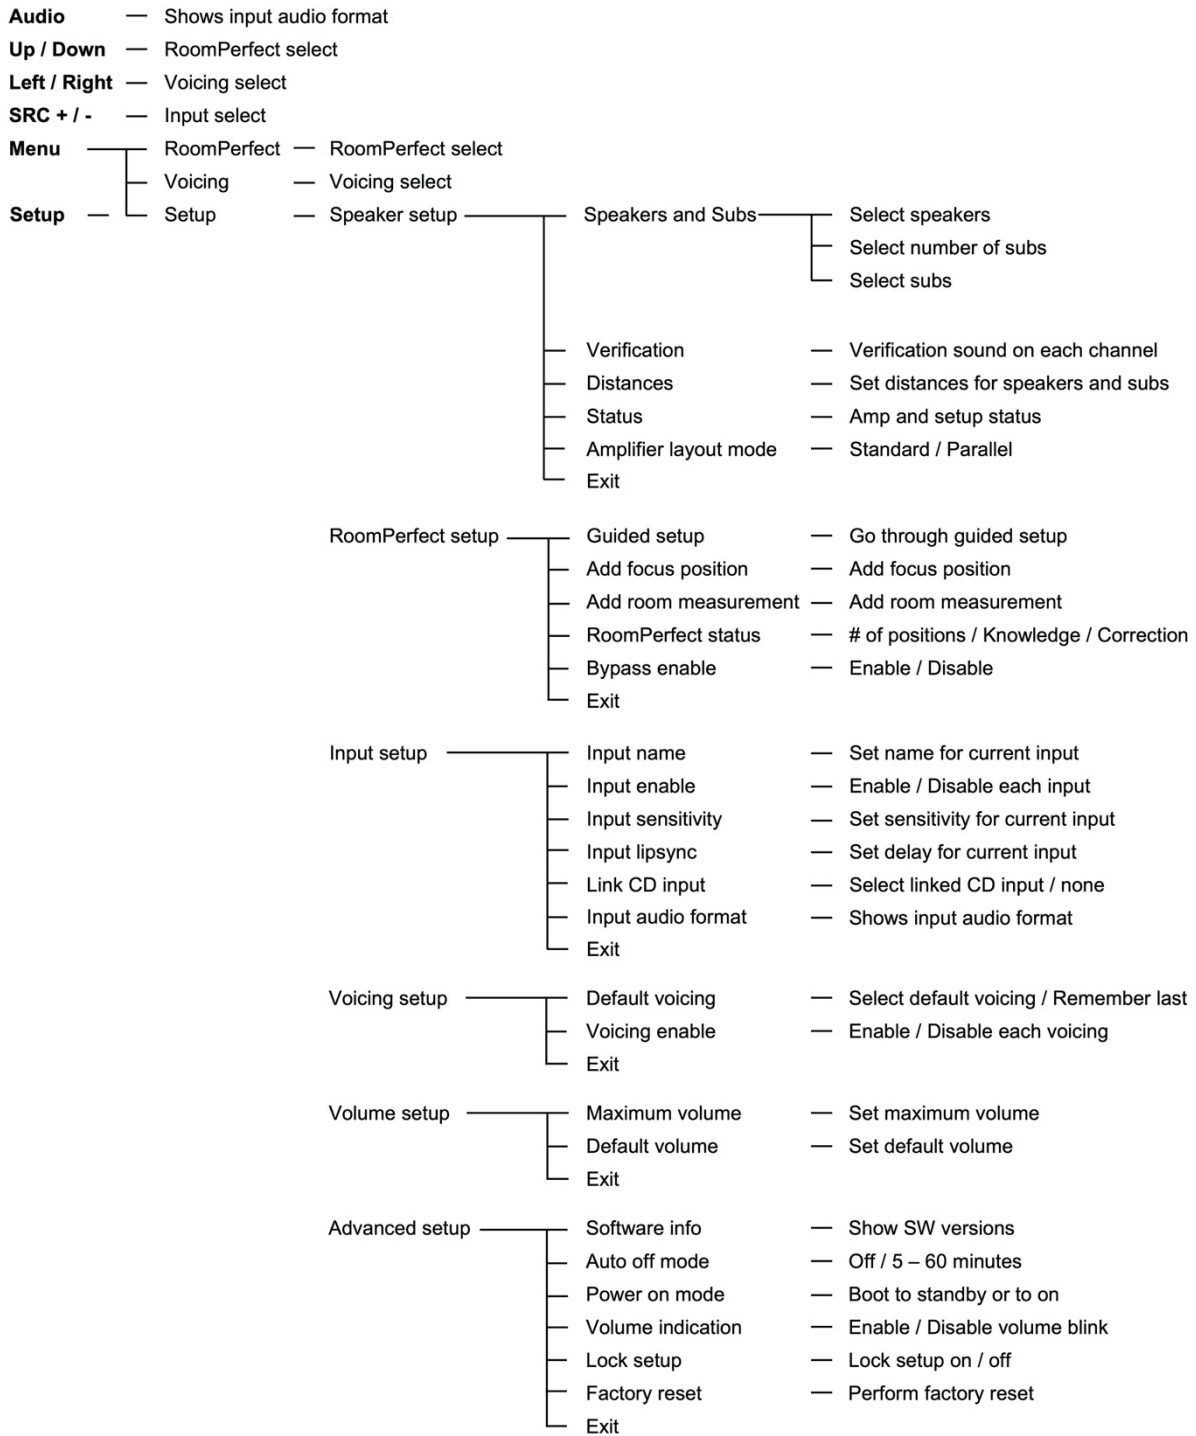 Audio — Shows input audio format
Up / Down — RoomPerfect select
Left / Right — Voicing select
SRC + / - — Input select
Menu RoomPerfect — RoomPerfect select
Voicing — Voicing select
Setup — Setup — Speaker setup Speakers and Subs Select speakers
Select number of subs
Select subs
Verification — Verification sound on each channel
Distances — Set distances for speakers and subs
Status — Amp and setup status
Amplifier layout mode — Standard / Parallel
Exit
RoomPerfect setup Guided setup — Go through guided setup
Add focus position — Add focus position
Add room measurement — Add room measurement
RoomPerfect status — # of positions / Knowledge / Correction
Bypass enable — Enable / Disable
Exit
Input setup Input name — Set name for current input
Input enable — Enable / Disable each input
Input sensitivity — Set sensitivity for current input
Input lipsync — Set delay for current input
Link CD input — Select linked CD input / none
Input audio format — Shows input audio format
Exit
Voicing setup Default voicing — Select default voicing / Remember last
Voicing enable — Enable / Disable each voicing
Exit
Volume setup Maximum volume — Set maximum volume
Default volume — Set default volume
Exit
Advanced setup Software info — Show SW versions
Auto off mode — Off / 5 – 60 minutes
Power on mode — Boot to standby or to on
Volume indication — Enable / Disable volume blink
Lock setup — Lock setup on / off
Factory reset — Perform factory reset
Exit